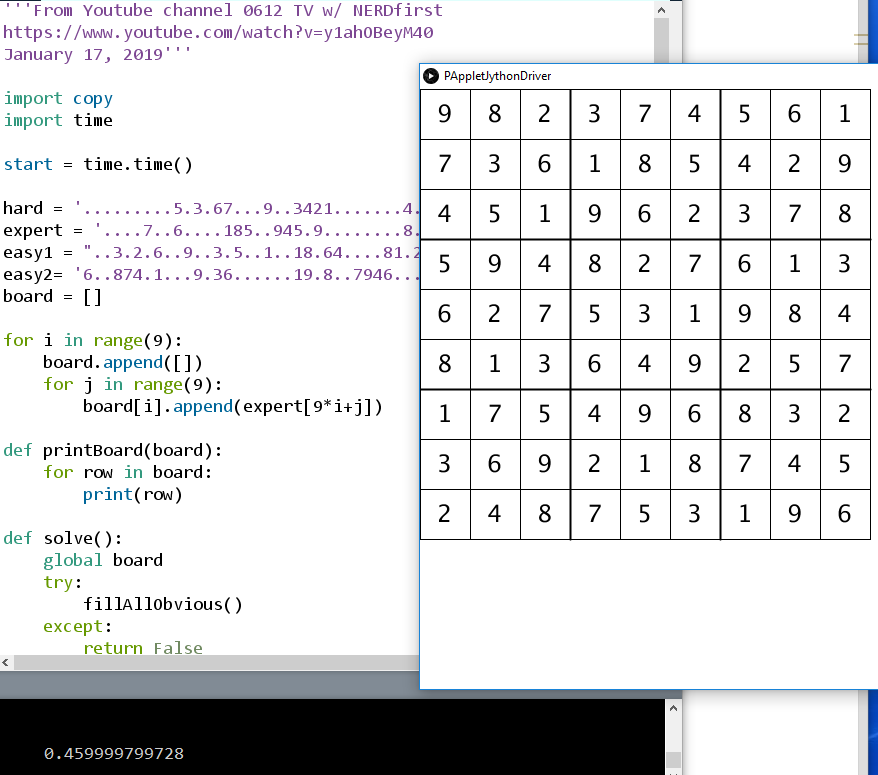 '''From Youtube channel 0612 TV w/ NERDfirst
https://www.youtube.com/watch?v=y1ahOBeyM40
January 17, 2019'''
import copy
import time
start = time.time()
hard = '.........5.3.67...9..3421.......4.
expert = '....7..6....185..945.9........8.
easy1 = "..3.2.6..9..3.5..1..18.64....81.2
easy2= '6..874.1...9.36......19.8..7946...
board = []
for i in range(9):
    board.append([])
    for j in range(9):
        board[i].append(expert[9*i+j])
def printBoard(board):
    for row in board:
        print(row)
def solve():
    global board
    try:
        fillAllObvious()
    except:
        return False
PAppletJythonDriver
9 8 2 3 7 4 5 6 1
7 3 6 1 8 5 4 2 9
4 5 1 9 6 2 3 7 8
5 9 4 8 2 7 6 1 3
6 2 7 5 3 1 9 8 4
8 1 3 6 4 9 2 5 7
1 7 5 4 9 6 8 3 2
3 6 9 2 1 8 7 4 5
2 4 8 7 5 3 1 9 6
0.459999799728